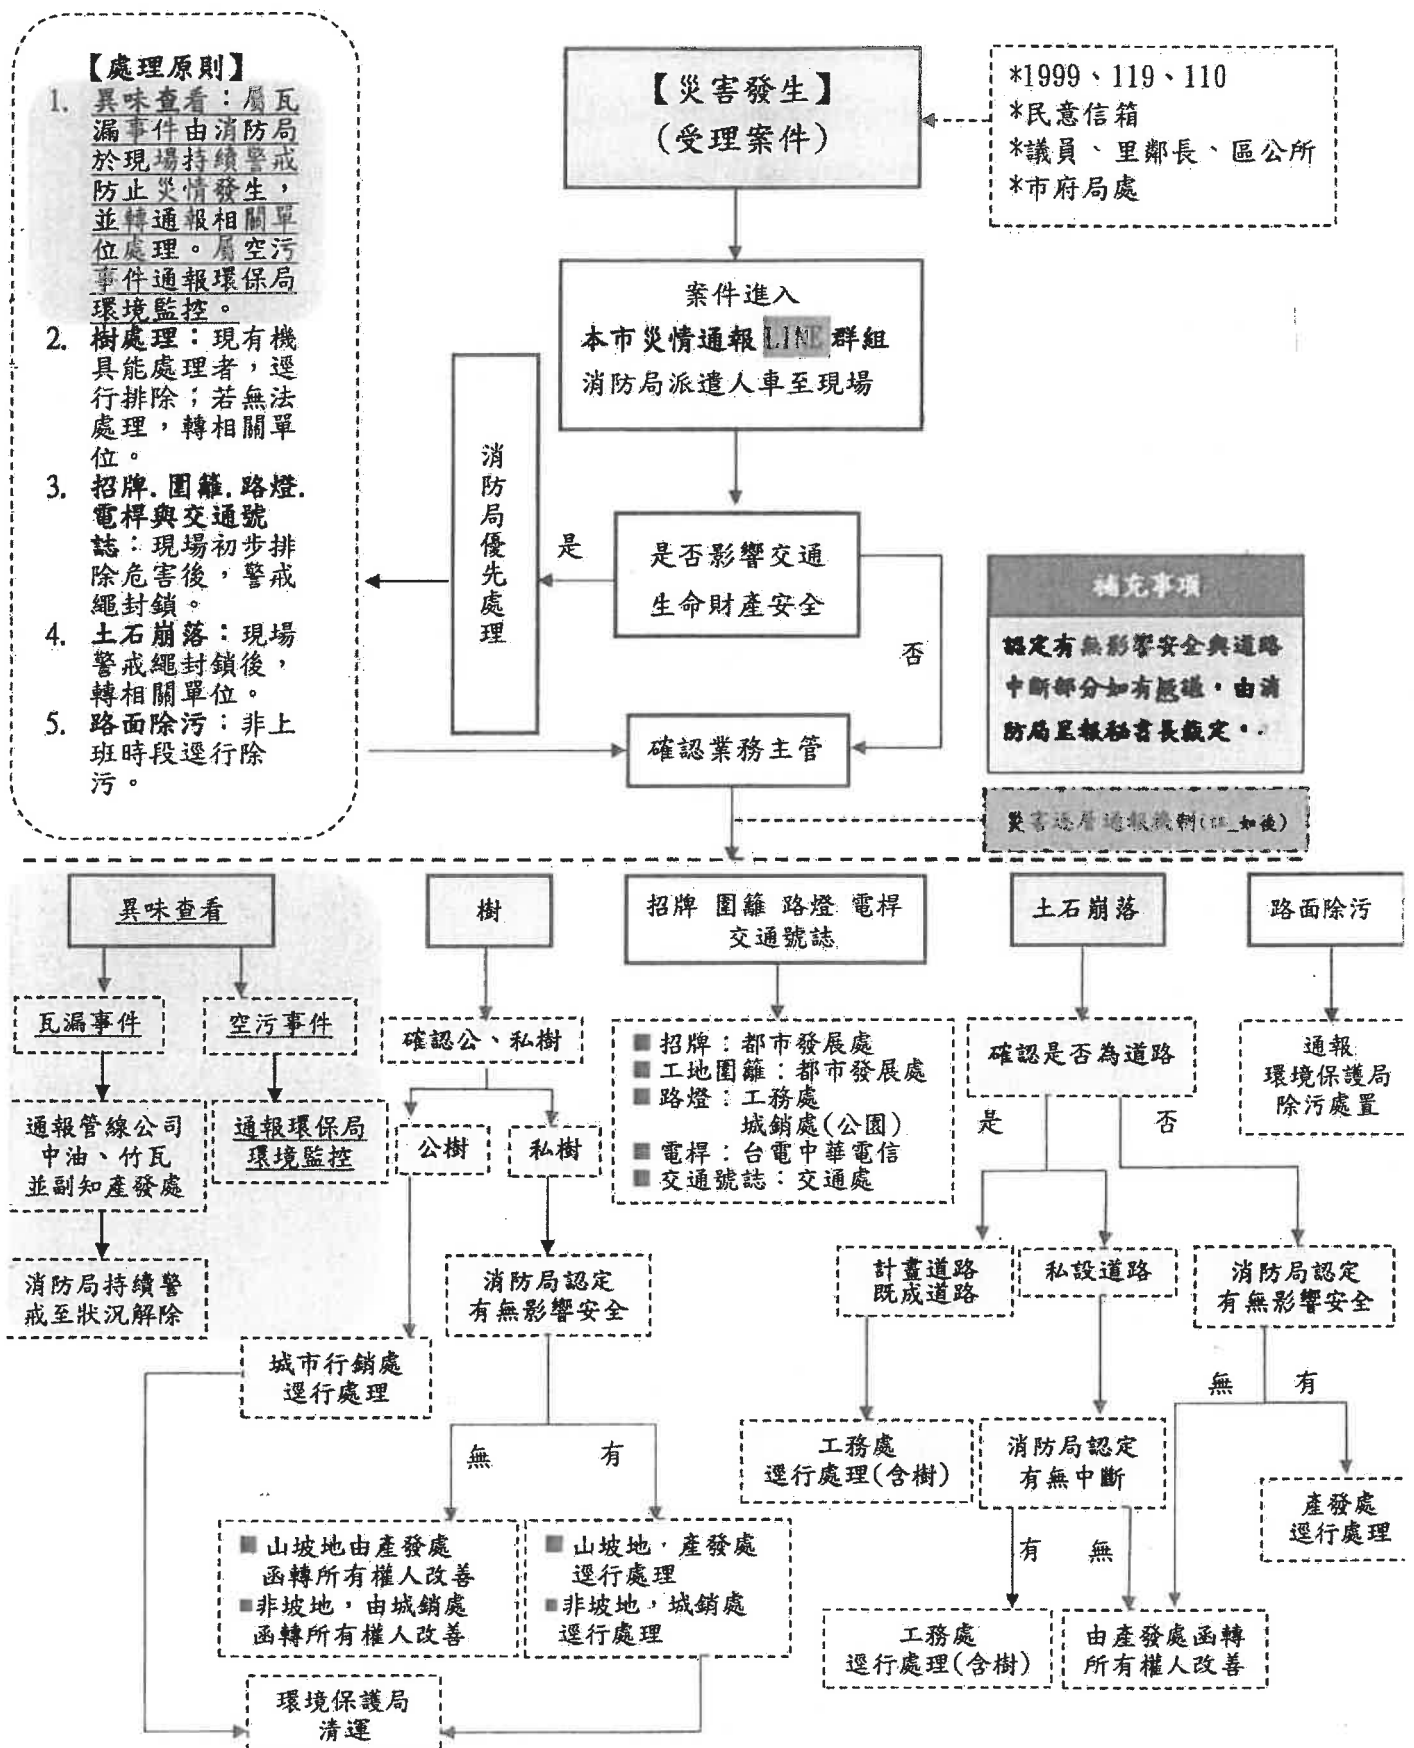 【處理原則】
1. 異味查看：屬瓦
漏事件由消防局
於現場持續警戒
防止災情發生，
並轉通報相關單
位處理。屬空污
事件通報環保局
環境監控。
2. 樹處理：現有機
具能處理者，逕
行排除；若無法
處理，轉相關單
位。
3. 招牌.圍籬.路燈.
電桿與交通號
誌：現場初步排
除危害後，警戒
繩封鎖。
4. 土石崩落：現場
警戒繩封鎖後，
轉相關單位。
5. 路面除污：非上
班時段逕行除
污。
【災害發生】
(受理案件)
*1999、119、110
*民意信箱
*議員、里鄰長、區公所
*市府局處
案件進入
本市災情通報 LINE 群組
消防局派遣人車至現場
消防局優先處理
是
是否影響交通
生命財產安全
否
確認業務主管
補充事項
認定有無影響安全與道路
中斷部分如有疑議，由消
防局呈報秘書長裁定。
災害逐層通報機制(如後)
異味查看
瓦漏事件
空污事件
通報管線公司
中油、竹瓦
並副知產發處
通報環保局
環境監控
消防局持續警
戒至狀況解除
樹
確認公、私樹
公樹
私樹
消防局認定
有無影響安全
城市行銷處
逕行處理
無
有
■ 山坡地由產發處
函轉所有權人改善
■非坡地，由城銷處
函轉所有權人改善
■ 山坡地，產發處
逕行處理
■非坡地，城銷處
逕行處理
環境保護局
清運
招牌 圍籬 路燈 電桿
交通號誌
■ 招牌：都市發展處
■ 工地圍籬：都市發展處
■ 路燈：工務處
城銷處(公園)
■ 電桿：台電中華電信
■ 交通號誌：交通處
土石崩落
確認是否為道路
是
否
計畫道路
既成道路
私設道路
消防局認定
有無影響安全
無
有
工務處
逕行處理(含樹)
消防局認定
有無中斷
產發處
逕行處理
有
無
工務處
逕行處理(含樹)
由產發處函轉
所有權人改善
路面除污
通報
環境保護局
除污處置